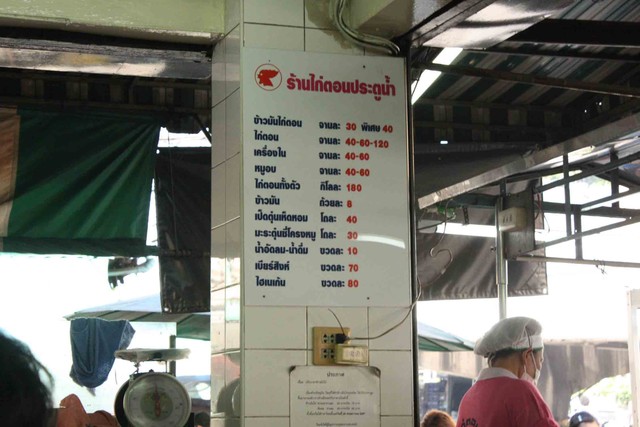 ร้านไก่ตอนประตูน้ำ
ข้าวมันไก่ตอน จานละ 30 พิเศษ 40
ไก่ตอน จานละ 40-60-120
เครื่องใน จานละ 40-60
หมูอบ จานละ 40-60
ไก่ตอนทั้งตัว กิโลละ 180
ข้าวมัน ถ้วยละ 6
เป็ดตุ๋นเห็ดหอม โถละ 40
มะระตุ๋นซี่โครงหมู โถละ 30
น้ำอัดลม-น้ำดื่ม ขวดละ 10
เบียร์สิงห์ ขวดละ 70
ไฮเนเก้น ขวดละ 80
ประกาศ